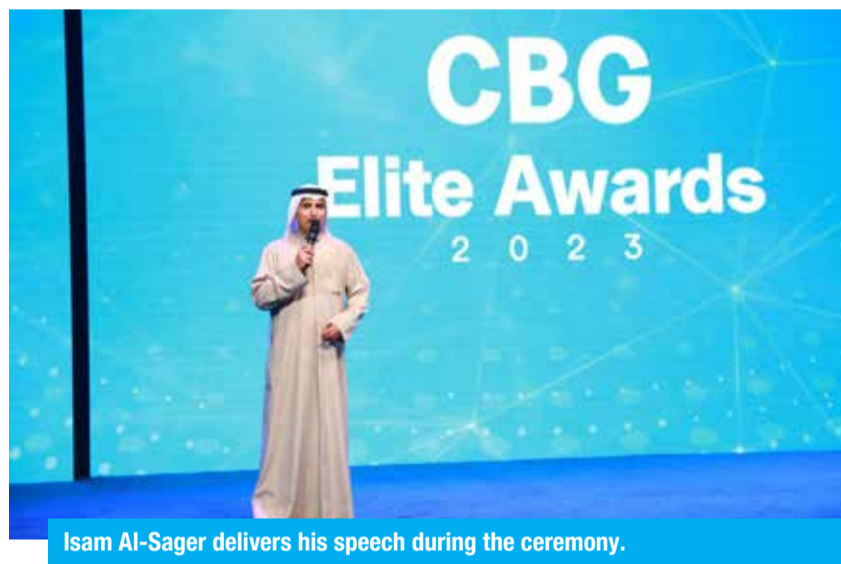 CBG
Elite Awards
2023
Isam Al-Sager delivers his speech during the ceremony.